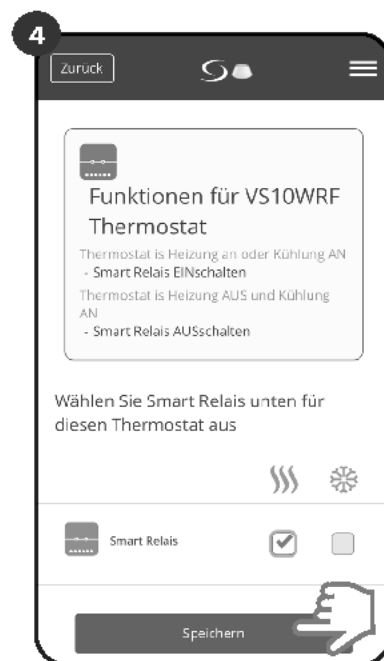 4
Zurück
Funktionen für VS10WRF
Thermostat
Thermostat is Heizung an oder Kühlung AN
- Smart Relais EINschalten
Thermostat is Heizung AUS und Kühlung
AN
- Smart Relais AUSschalten
Wählen Sie Smart Relais unten für
diesen Thermostat aus
Smart Relais
Speichern